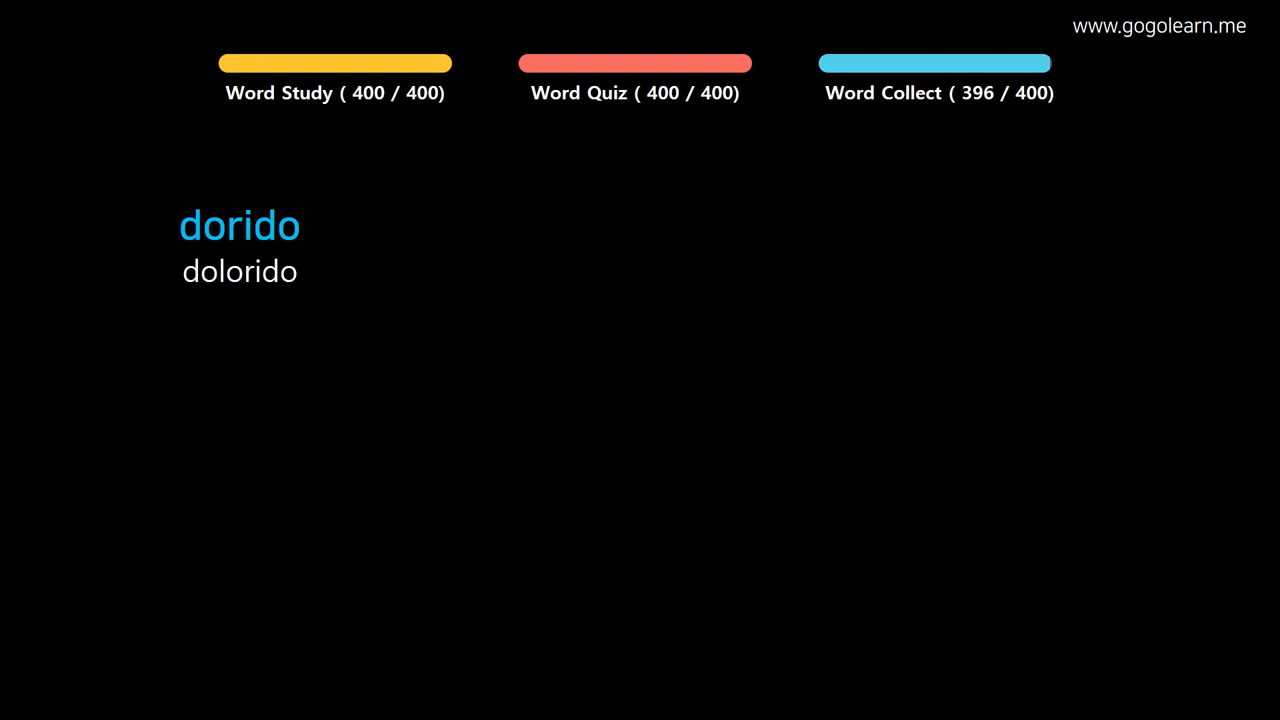 www.gogolearn.me
Word Study ( 400 / 400)
Word Quiz ( 400 / 400)
Word Collect ( 396 / 400)
dorido
dolorido